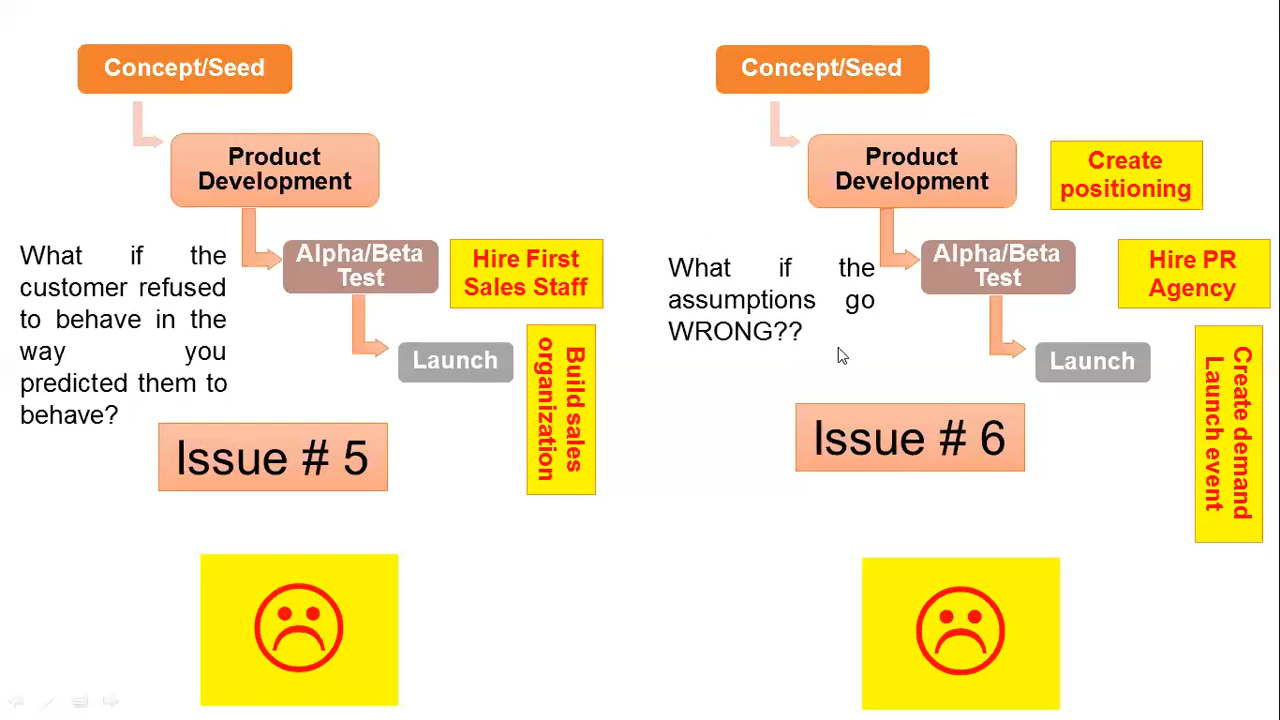 Concept/Seed
Product
Development
What if the
customer refused
to behave in the
way you
predicted them to
behave?
Alpha/Beta
Test
Hire First
Sales Staff
Launch
Build sales
organization
Issue # 5
Concept/Seed
Product
Development
Create
positioning
What if the
assumptions go
WRONG??
Alpha/Beta
Test
Hire PR
Agency
Launch
Create demand
Launch event
Issue # 6